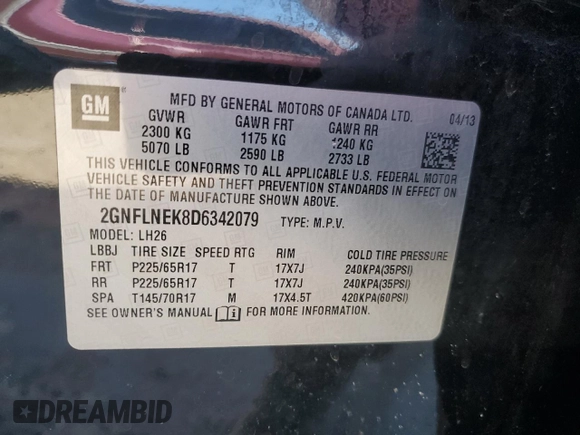 GM
MFD BY GENERAL MOTORS OF CANADA LTD. 04/13
GVWR GAWR FRT GAWR RR
2300 KG 1175 KG 1240 KG
5070 LB 2590 LB 2733 LB
THIS VEHICLE CONFORMS TO ALL APPLICABLE U.S. FEDERAL MOTOR
VEHICLE SAFETY AND THEFT PREVENTION STANDARDS IN EFFECT ON
THE DATE OF MANUFACTURE SHOWN ABOVE.
2GNFLNEK8D6342079 TYPE: M.P.V.
MODEL: LH26
LBBJ TIRE SIZE SPEED RTG RIM COLD TIRE PRESSURE
FRT P225/65R17 T 17X7J 240KPA(35PSI)
RR P225/65R17 T 17X7J 240KPA(35PSI)
SPA T145/70R17 M 17X4.5T 420KPA(60PSI)
SEE OWNER'S MANUAL FOR MORE INFORMATION.
DREAMBID